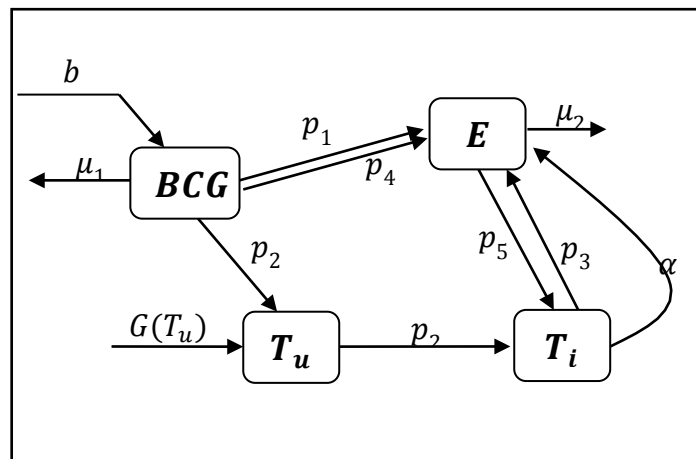 b
p₁
E
μ₂
μ₁
BCG
p₄
p₂
p₅
p₃
α
G(Tᵤ)
Tᵤ
p₂
Tᵢ